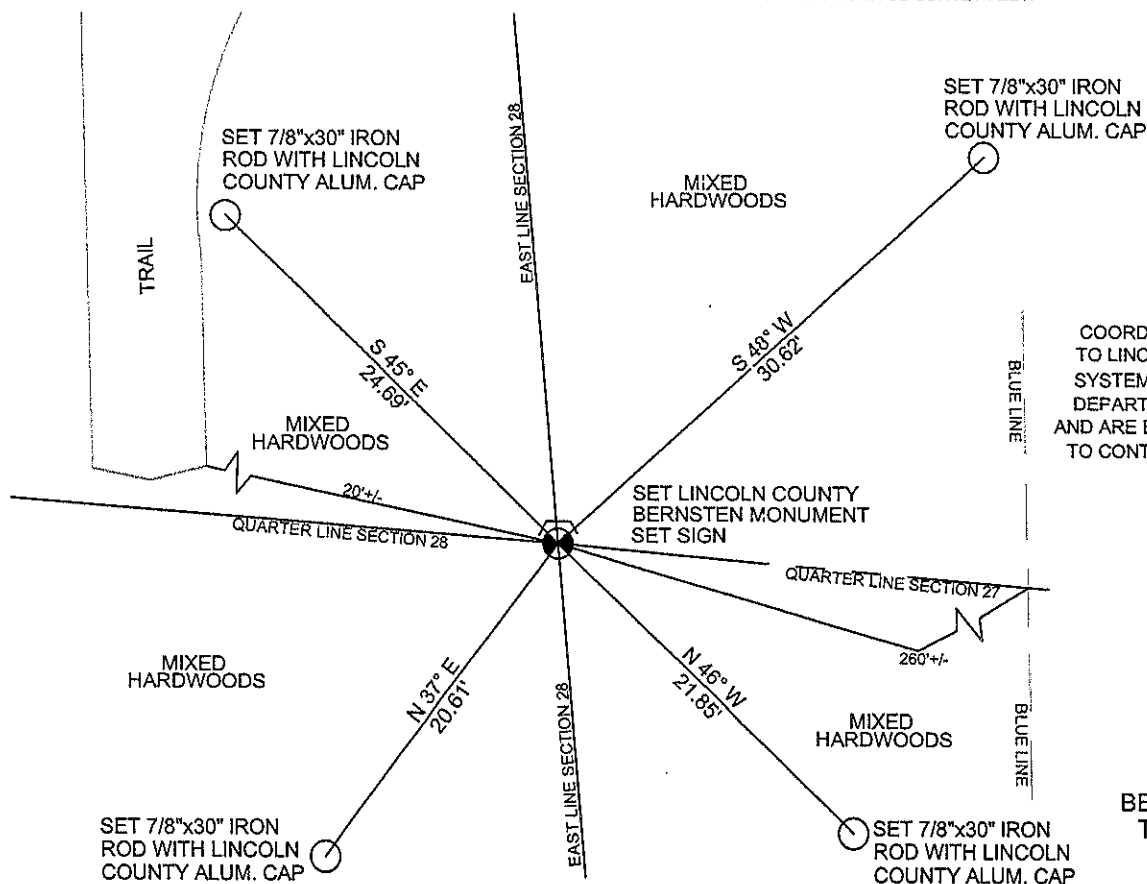 SET 7/8"x30" IRON
ROD WITH LINCOLN
COUNTY ALUM. CAP
SET 7/8"x30" IRON
ROD WITH LINCOLN
COUNTY ALUM. CAP
EAST LINE SECTION 28
MIXED
HARDWOODS
TRAIL
S 45° E
24.69'
S 48° W
30.62'
BLUE LINE
COORD
TO LINC
SYSTEM
DEPART
AND ARE B
TO CONT
MIXED
HARDWOODS
20'+/-
QUARTER LINE SECTION 28
SET LINCOLN COUNTY
BERNSTEN MONUMENT
SET SIGN
QUARTER LINE SECTION 27
260'+/-
MIXED
HARDWOODS
N 37° E
20.61'
N 46° W
21.85'
MIXED
HARDWOODS
BLUE LINE
EAST LINE SECTION 28
BE
T
SET 7/8"x30" IRON
ROD WITH LINCOLN
COUNTY ALUM. CAP
SET 7/8"x30" IRON
ROD WITH LINCOLN
COUNTY ALUM. CAP